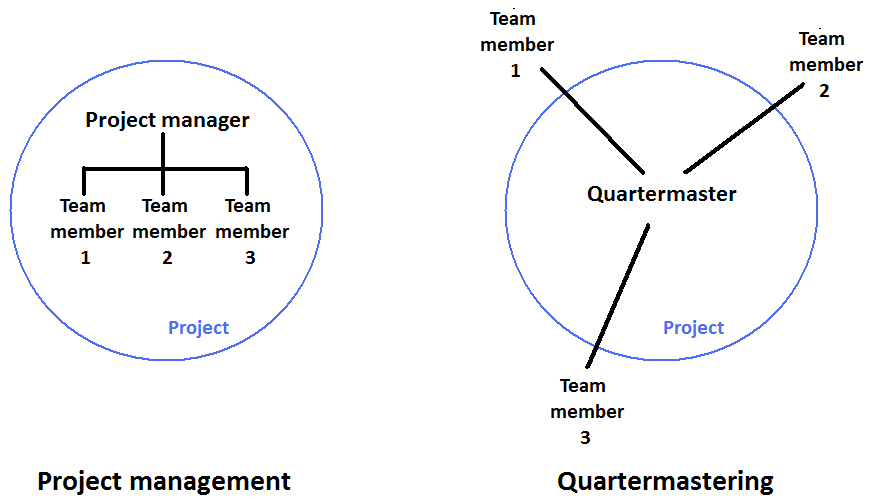 Project manager
Team
member
1
Team
member
2
Team
member
3
Project
Project management
Team
member
1
Team
member
2
Quartermaster
Project
Team
member
3
Quartermastering